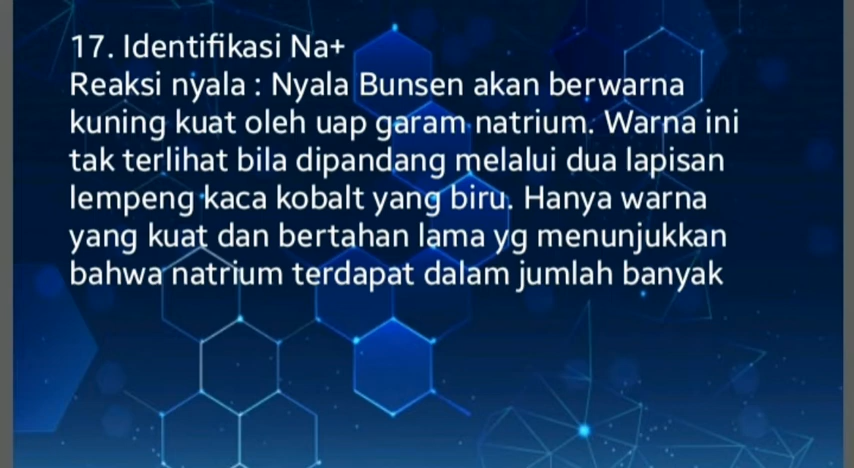 17. Identifikasi Na+
Reaksi nyala : Nyala Bunsen akan berwarna
kuning kuat oleh uap garam natrium. Warna ini
tak terlihat bila dipandang melalui dua lapisan
lempeng kaca kobalt yang biru. Hanya warna
yang kuat dan bertahan lama yg menunjukkan
bahwa natrium terdapat dalam jumlah banyak